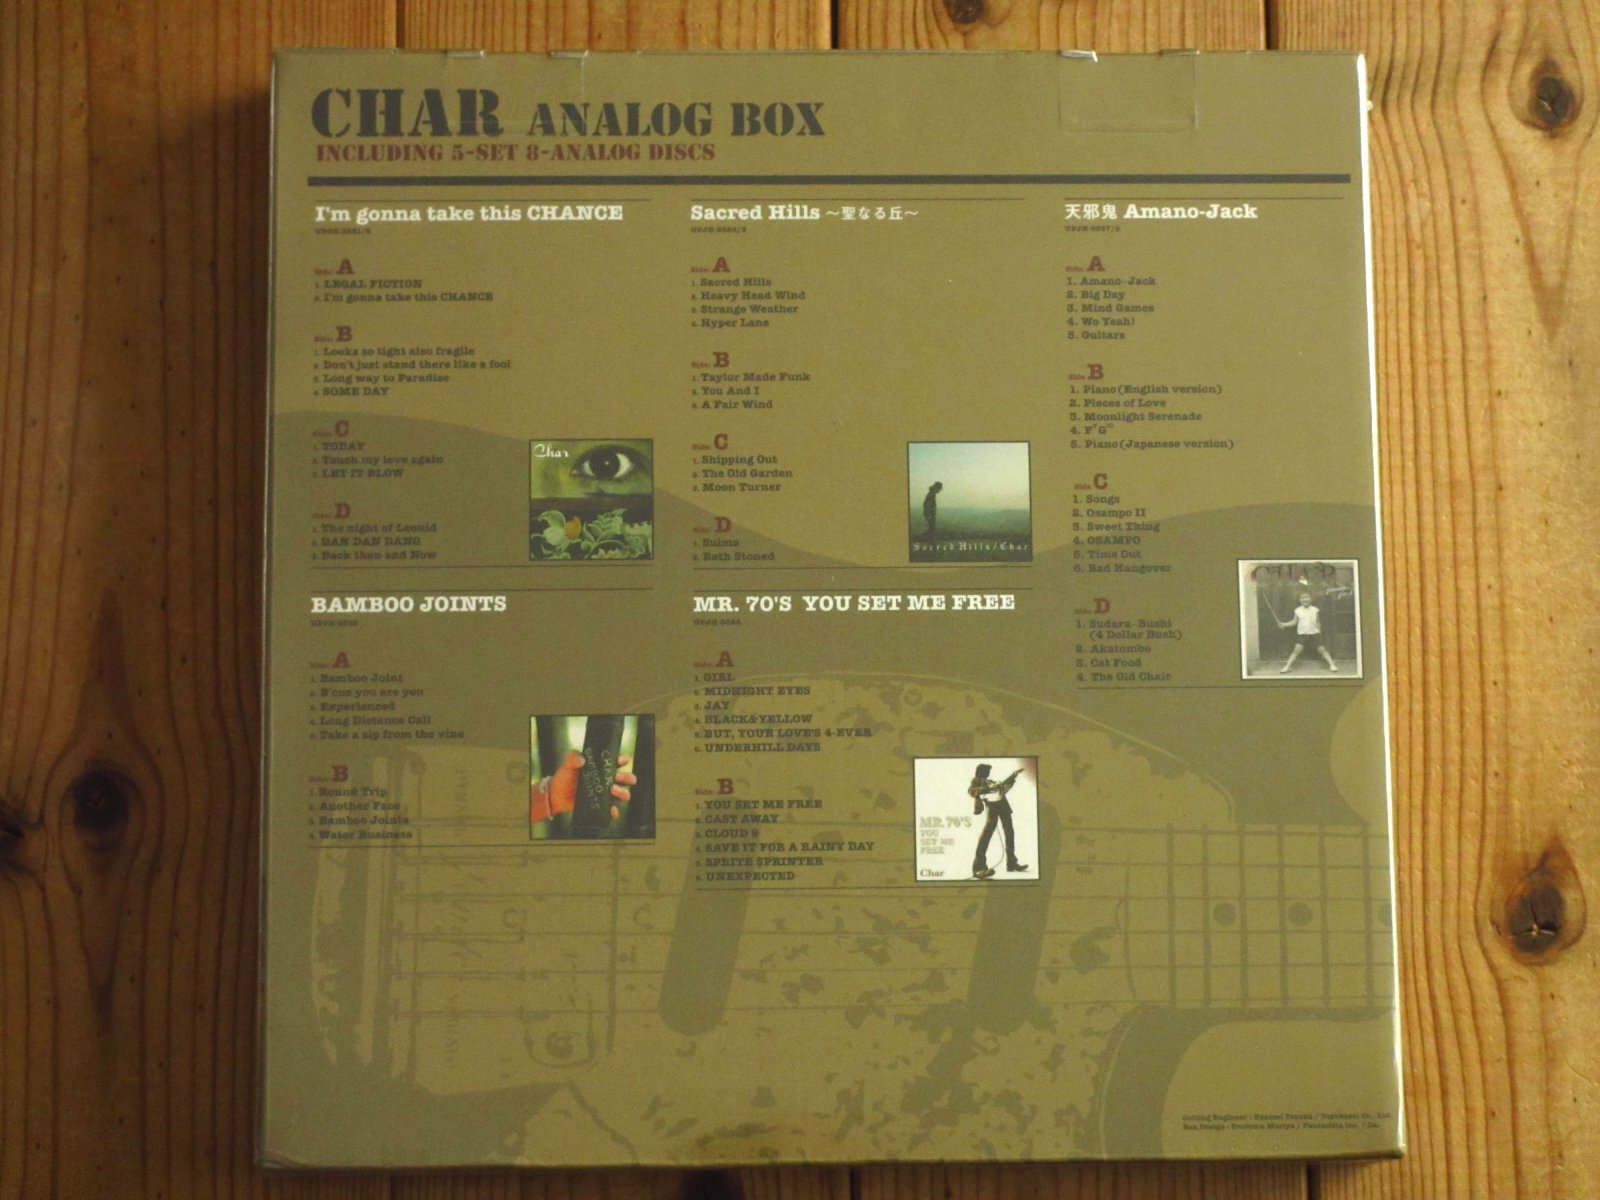 CHAR ANALOG BOX
INCLUDING 5-SET 8-ANALOG DISCS
I'm gonna take this CHANCE
Side: A
1. LEGAL FICTION
2. I'm gonna take this CHANCE
Side: B
1. Looks so tight also fragile
2. Don't just stand there like a fool
3. Long way to Paradise
4. SOME DAY
Side: C
1. TODAY
2. Touch my love again
3. LET IT BLOW
Side: D
1. The night of Leonid
2. DAN DAN DANG
3. Back then and Now
Char
Sacred Hills ~聖なる丘~
Side: A
1. Sacred Hills
2. Heavy Head Wind
3. Strange Weather
4. Hyper Lane
Side: B
1. Taylor Made Funk
2. You And I
3. A Fair Wind
Side: C
1. Shipping Out
2. The Old Garden
3. Moon Turner
Side: D
1. Suima
2. Bath Stoned
Sacred Hills/Char
天邪鬼 Amano-Jack
Side: A
1. Amano-Jack
2. Big Day
3. Mind Games
4. Wo Yeah!
5. Guitars
Side: B
1. Piano(English version)
2. Pieces of Love
3. Moonlight Serenade
5. Piano(Japanese version)
Side: C
1. Songs
2. Osampo II
3. Sweet Thing
4. OSAMPO
5. Time Out
6. Bad Hangover
Side: D
1. Sudara-Bushi
(4 Dollar Bush)
2. Akatombo
3. Cat Food
4. The Old Chair
CHAR
BAMBOO JOINTS
Side: A
1. Bamboo Joint
2. B'cus you are you
3. Experienced
4. Long Distance Call
5. Take a sip from the vine
Side: B
1. Round Trip
2. Another Face
3. Bamboo Joints
4. Water Business
CHAR
BAMBOO
JOINTS
MR. 70'S YOU SET ME FREE
Side: A
1. GIRL
2. MIDNIGHT EYES
3. JAY
4. BLACK&YELLOW
5. BUT, YOUR LOVE'S 4-EVER
6. UNDERHILL DAYS
Side: B
1. YOU SET ME FREE
2. CAST AWAY
3. CLOUD 9
4. SAVE IT FOR A RAINY DAY
5. SPRITE SPRINTER
6. UNEXPECTED
MR. 70'S
YOU
SET ME
FREE
Char